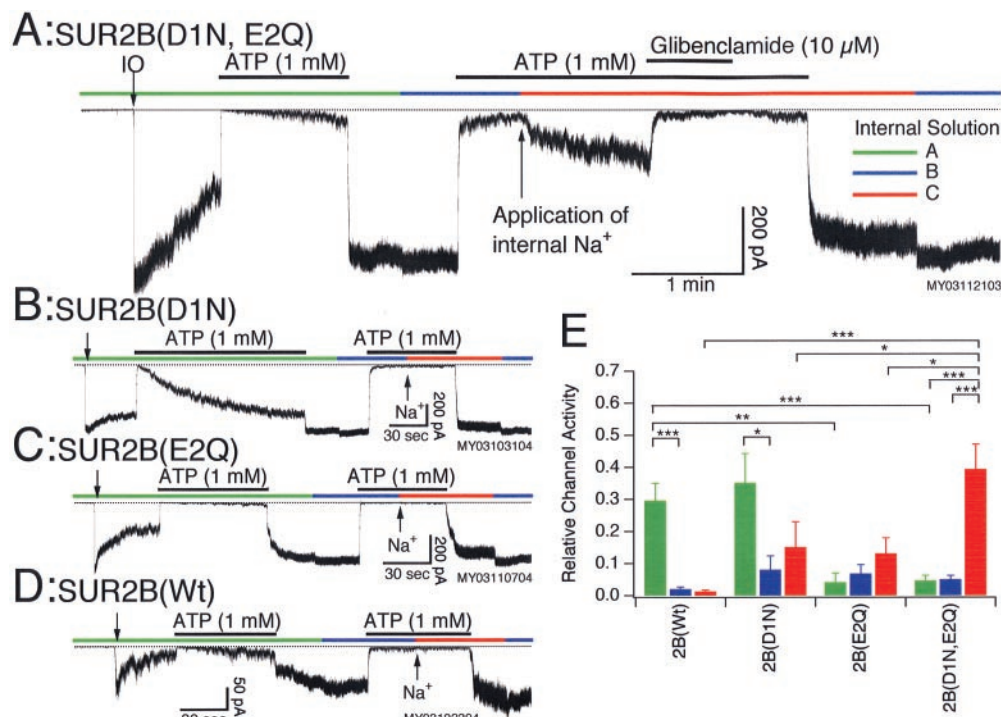 A:SUR2B(D1N, E2Q)
IO
ATP (1 mM)
ATP (1 mM)
Glibenclamide (10 µM)
Internal Solution
A
B
C
Application of
internal Na+
200 pA
1 min
MY03112103
B:SUR2B(D1N)
ATP (1 mM)
ATP (1 mM)
Na+
200 pA
30 sec
MY03103104
C:SUR2B(E2Q)
ATP (1 mM)
ATP (1 mM)
Na+
200 pA
30 sec
MY03110704
D:SUR2B(Wt)
ATP (1 mM)
ATP (1 mM)
Na+
50 pA
E
Relative Channel Activity
0.7
0.6
0.5
0.4
0.3
0.2
0.1
0.0
***
*
*
***
***
***
**
***
*
2B(Wt)
2B(D1N)
2B(E2Q)
2B(D1N,E2Q)